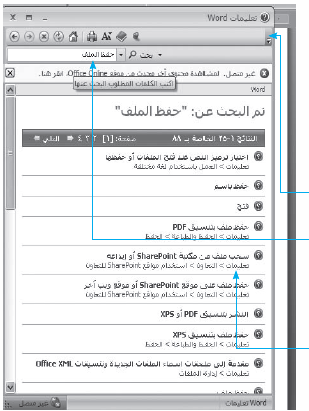 تعليمات Word
حفظ الملف
بحث
غير متصل. لمشاهدة محتوى آخر محدث من موقع Office Online، انقر هنا.
اكتب الكلمات المطلوب البحث عنها
Word
تم البحث عن: "حفظ الملف"
النتائج ١-٢٥ الخاصة بـ ٨٨ صفحة: [١] ٢ ٣ ٤ التالي
اختيار ترميز النص عند فتح الملفات أو حفظها
تعليمات > العمل باستخدام لغة مختلفة
حفظ باسم
فتح
حفظ ملف بتنسيق PDF
تعليمات > الحفظ والطباعة > الحفظ
سحب ملف من مكتبة SharePoint أو إيداعه
تعليمات > التعاون > استخدام مواقع SharePoint للتعاون
حفظ ملف على موقع SharePoint أو موقع ويب آخر
تعليمات > التعاون > استخدام مواقع SharePoint للتعاون
النشر بتنسيق PDF أو XPS
حفظ ملف بتنسيق XPS
تعليمات > الحفظ والطباعة > الحفظ
مقدمة إلى ملحقات أسماء الملفات الجديدة وتنسيقات Office XML
تعليمات > إدارة الملفات
حفظ ملف
تعليمات Word
غير متصل